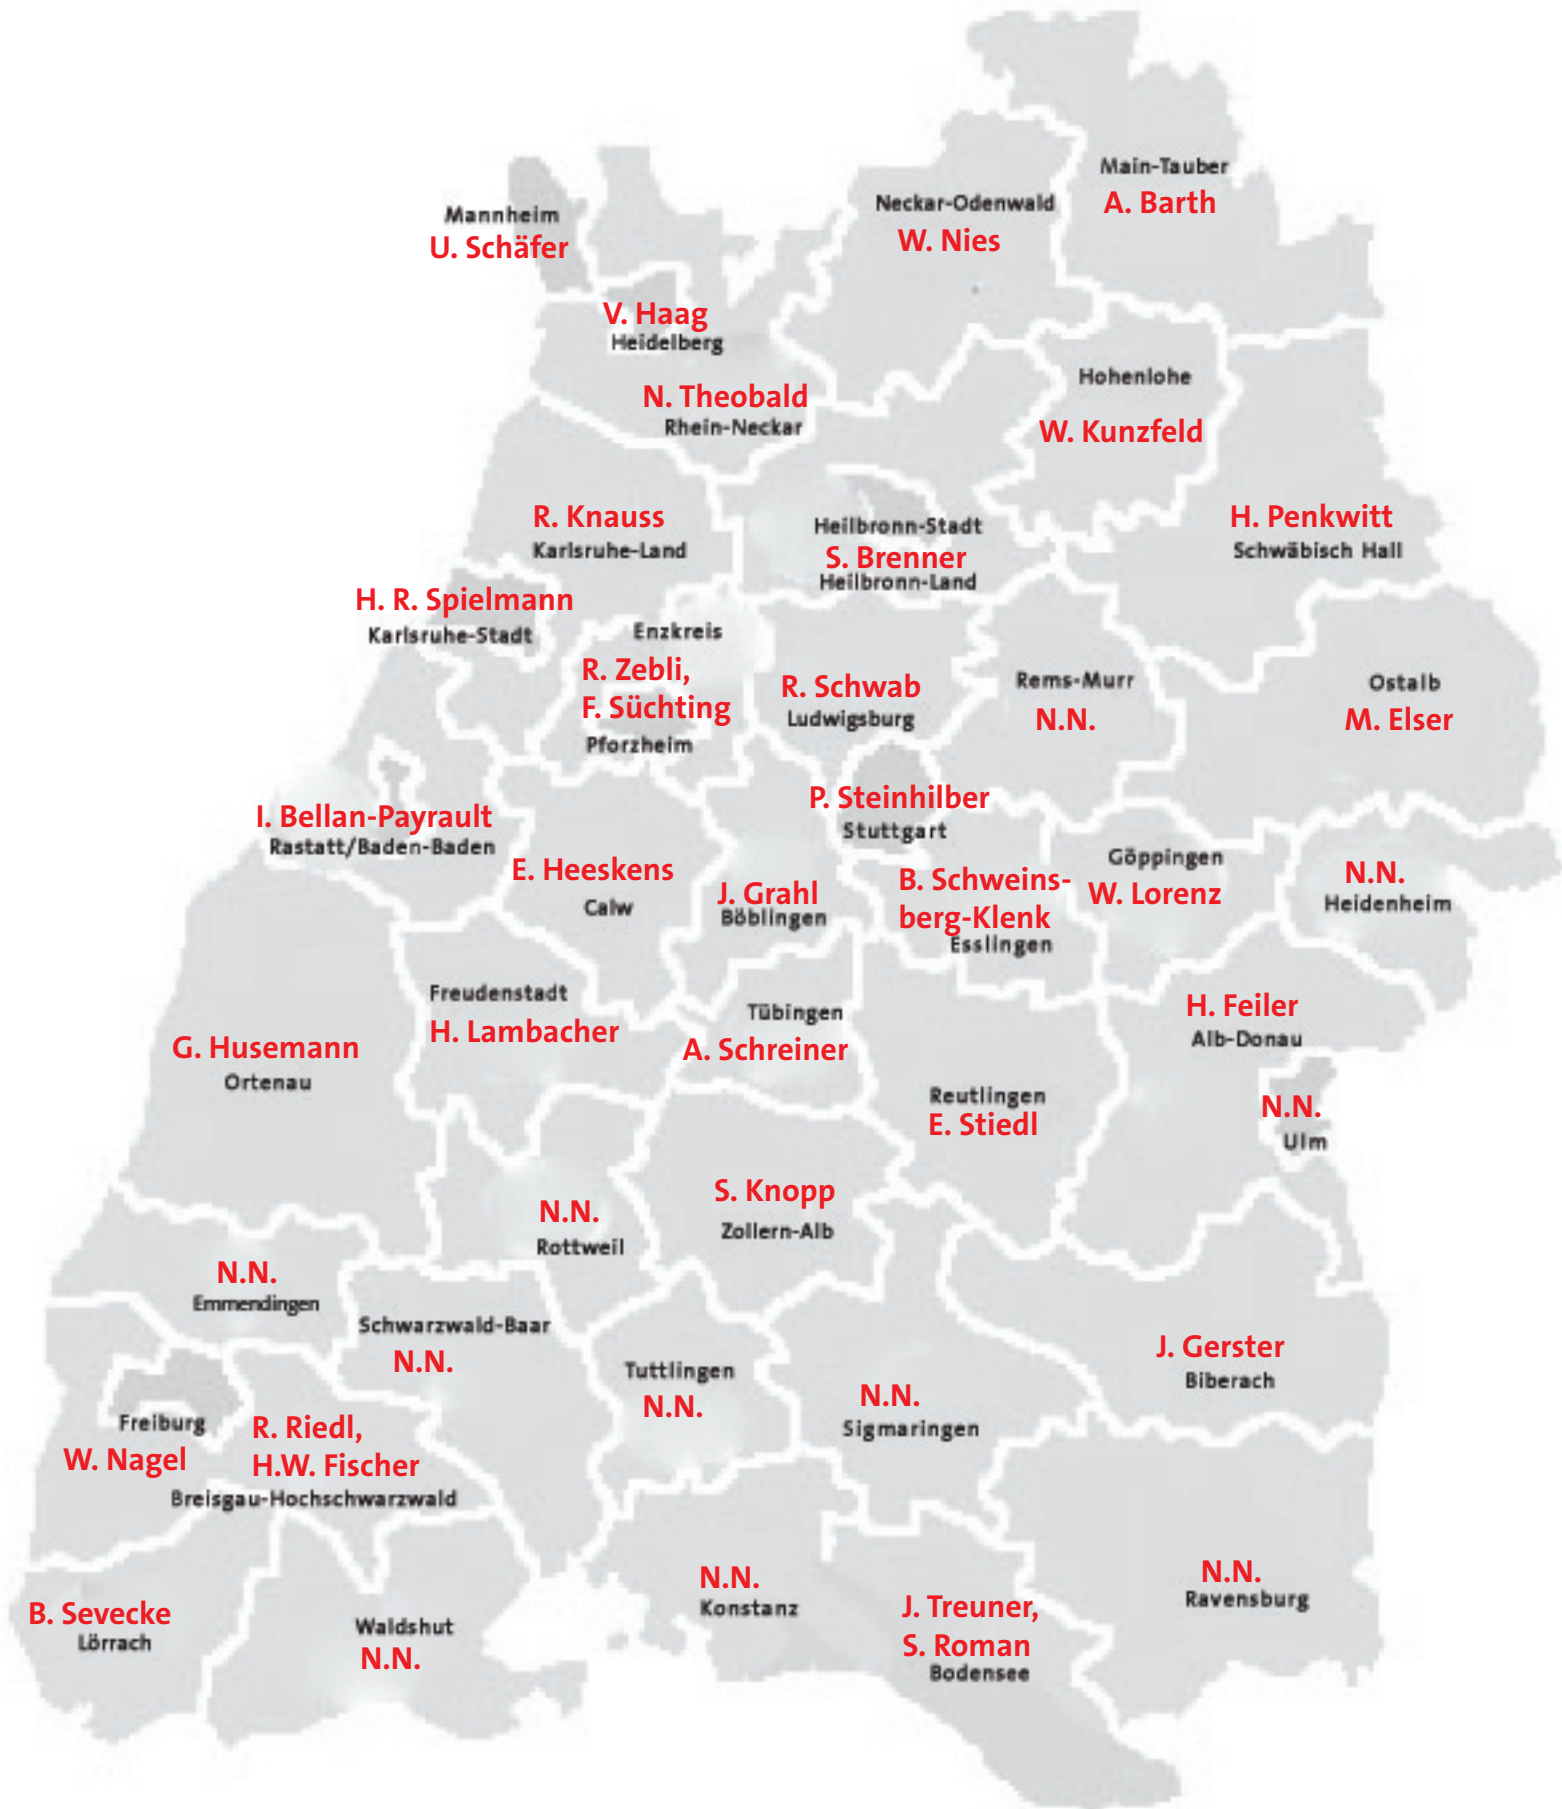 Main-Tauber
A. Barth
Neckar-Odenwald
W. Nies
Mannheim
U. Schäfer
V. Haag
Heidelberg
N. Theobald
Rhein-Neckar
Hohenlohe
W. Kunzfeld
R. Knauss
Karlsruhe-Land
Heilbronn-Stadt
S. Brenner
Heilbronn-Land
H. Penkwitt
Schwäbisch Hall
H. R. Spielmann
Karlsruhe-Stadt
Enzkreis
R. Zebli,
F. Süchting
Pforzheim
R. Schwab
Ludwigsburg
Rems-Murr
N.N.
Ostalb
M. Elser
P. Steinhilber
Stuttgart
I. Bellan-Payrault
Rastatt/Baden-Baden
E. Heeskens
Calw
J. Grahl
Böblingen
B. Schweins-
berg-Klenk
Esslingen
Göppingen
W. Lorenz
N.N.
Heidenheim
Freudenstadt
H. Lambacher
Tübingen
A. Schreiner
H. Feiler
Alb-Donau
G. Husemann
Ortenau
Reutlingen
E. Stiedl
N.N.
Ulm
N.N.
Rottweil
S. Knopp
Zollern-Alb
N.N.
Emmendingen
Schwarzwald-Baar
N.N.
Tuttlingen
N.N.
N.N.
Sigmaringen
J. Gerster
Biberach
Freiburg
W. Nagel
R. Riedl,
H.W. Fischer
Breisgau-Hochschwarzwald
B. Sevecke
Lörrach
Waldshut
N.N.
N.N.
Konstanz
J. Treuner,
S. Roman
Bodensee
N.N.
Ravensburg